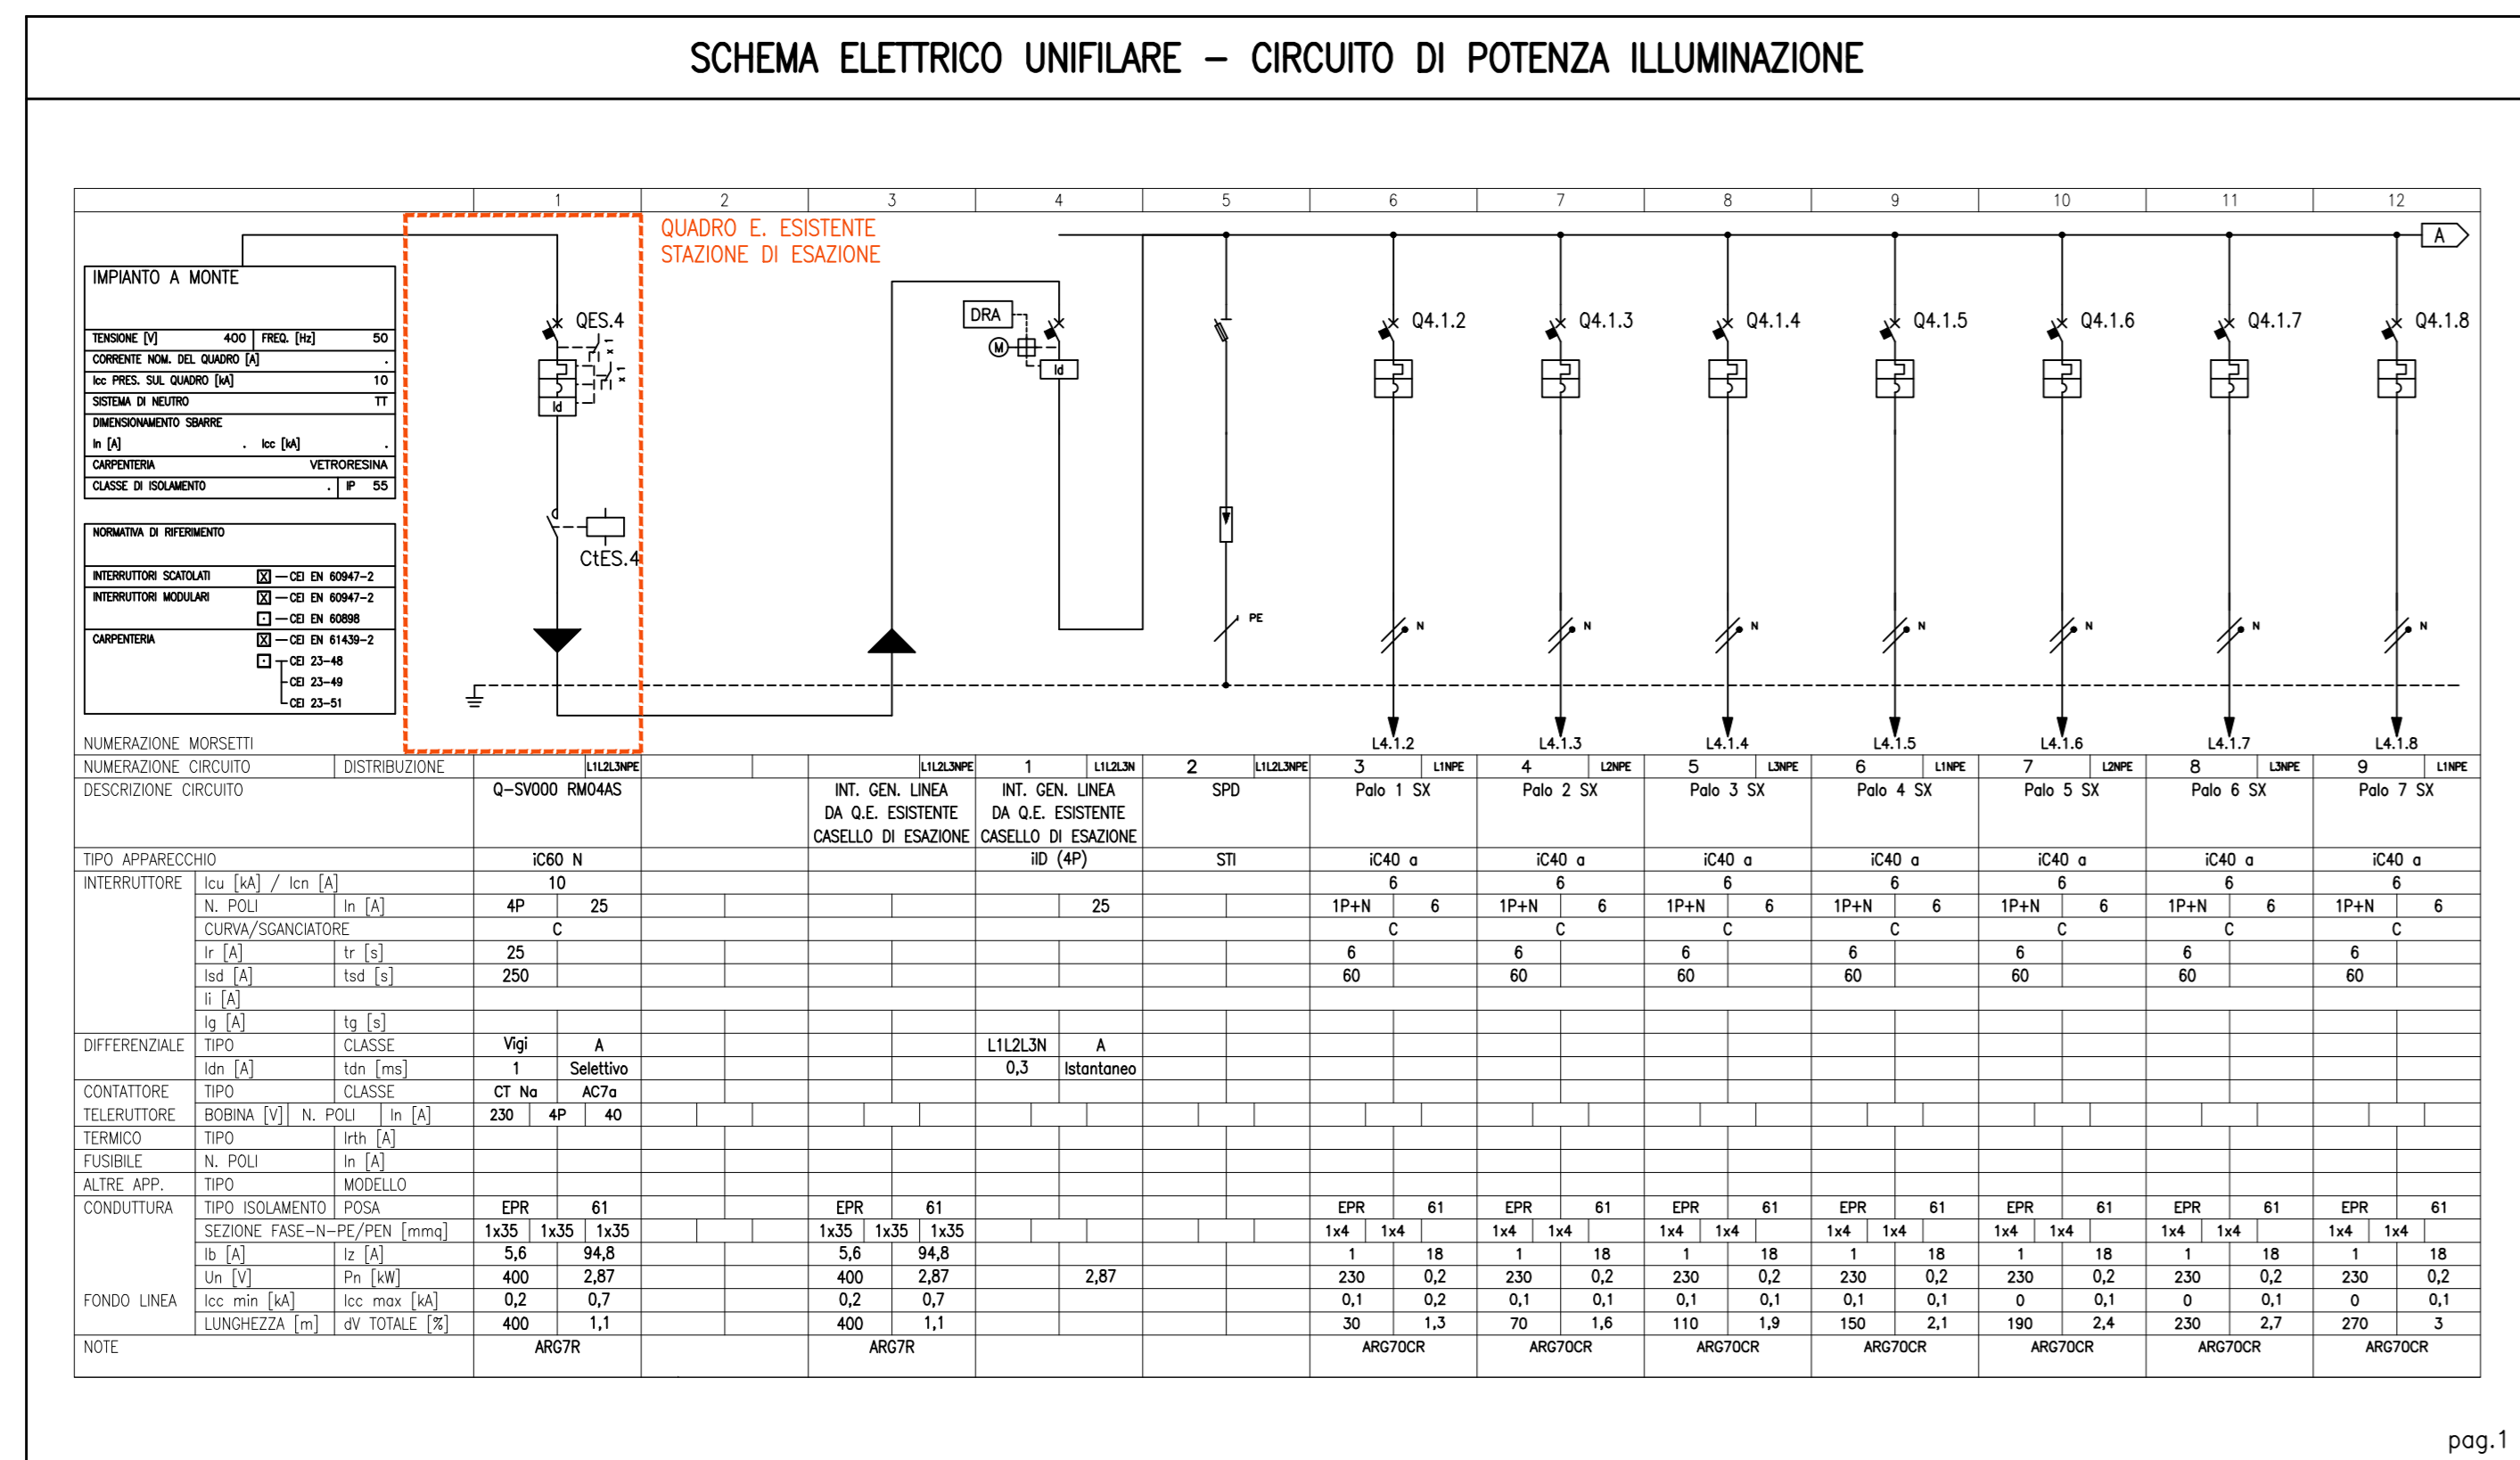 SCHEMA ELETTRICO UNIFILARE – CIRCUITO DI POTENZA ILLUMINAZIONE
1 2 3 4 5 6 7 8 9 10 11 12
QUADRO E. ESISTENTE
STAZIONE DI ESAZIONE
A
IMPIANTO A MONTE
TENSIONE [V] 400 FREQ. [Hz] 50
CORRENTE NOM. DEL QUADRO [A] .
Icc PRES. SUL QUADRO [kA] 10
SISTEMA DI NEUTRO TT
DIMENSIONAMENTO SBARRE
In [A] . Icc [kA] .
CARPENTERIA VETRORESINA
CLASSE DI ISOLAMENTO . IP 55
NORMATIVA DI RIFERIMENTO
INTERRUTTORI SCATOLATI X — CEI EN 60947-2
INTERRUTTORI MODULARI X — CEI EN 60947-2
— CEI EN 60898
CARPENTERIA X — CEI EN 61439-2
CEI 23-48
CEI 23-49
CEI 23-51
QES.4
x 1
x 1
Id
CtES.4
DRA
M
Id
PE
Q4.1.2 Q4.1.3 Q4.1.4 Q4.1.5 Q4.1.6 Q4.1.7 Q4.1.8
N N N N N N N
NUMERAZIONE MORSETTI L4.1.2 L4.1.3 L4.1.4 L4.1.5 L4.1.6 L4.1.7 L4.1.8
NUMERAZIONE CIRCUITO DISTRIBUZIONE L1L2L3NPE L1L2L3NPE 1 L1L2L3N 2 L1L2L3NPE 3 L1NPE 4 L2NPE 5 L3NPE 6 L1NPE 7 L2NPE 8 L3NPE 9 L1NPE
DESCRIZIONE CIRCUITO Q-SV000 RM04AS INT. GEN. LINEA INT. GEN. LINEA SPD Palo 1 SX Palo 2 SX Palo 3 SX Palo 4 SX Palo 5 SX Palo 6 SX Palo 7 SX
DA Q.E. ESISTENTE DA Q.E. ESISTENTE
CASELLO DI ESAZIONE CASELLO DI ESAZIONE
TIPO APPARECCHIO iC60 N iID (4P) STI iC40 a iC40 a iC40 a iC40 a iC40 a iC40 a iC40 a
INTERRUTTORE Icu [kA] / Icn [A] 10 6 6 6 6 6 6 6
N. POLI In [A] 4P 25 25 1P+N 6 1P+N 6 1P+N 6 1P+N 6 1P+N 6 1P+N 6 1P+N 6
CURVA/SGANCIATORE C C C C C C C C
Ir [A] tr [s] 25 6 6 6 6 6 6 6
Isd [A] tsd [s] 250 60 60 60 60 60 60 60
Ii [A]
Ig [A] tg [s]
DIFFERENZIALE TIPO CLASSE Vigi A L1L2L3N A
Idn [A] tdn [ms] 1 Selettivo 0,3 Istantaneo
CONTATTORE TIPO CLASSE CT Na AC7a
TELERUTTORE BOBINA [V] N. POLI In [A] 230 4P 40
TERMICO TIPO Irth [A]
FUSIBILE N. POLI In [A]
ALTRE APP. TIPO MODELLO
CONDUTTURA TIPO ISOLAMENTO POSA EPR 61 EPR 61 EPR 61 EPR 61 EPR 61 EPR 61 EPR 61 EPR 61 EPR 61
SEZIONE FASE-N-PE/PEN [mmq] 1x35 1x35 1x35 1x35 1x35 1x35 1x4 1x4 1x4 1x4 1x4 1x4 1x4 1x4 1x4 1x4 1x4 1x4 1x4 1x4
Ib [A] Iz [A] 5,6 94,8 5,6 94,8 1 18 1 18 1 18 1 18 1 18 1 18 1 18
Un [V] Pn [kW] 400 2,87 400 2,87 2,87 230 0,2 230 0,2 230 0,2 230 0,2 230 0,2 230 0,2 230 0,2
FONDO LINEA Icc min [kA] Icc max [kA] 0,2 0,7 0,2 0,7 0,1 0,2 0,1 0,1 0,1 0,1 0,1 0,1 0 0,1 0 0,1 0 0,1
LUNGHEZZA [m] dV TOTALE [%] 400 1,1 400 1,1 30 1,3 70 1,6 110 1,9 150 2,1 190 2,4 230 2,7 270 3
NOTE ARG7R ARG7R ARG7OCR ARG7OCR ARG7OCR ARG7OCR ARG7OCR ARG7OCR ARG7OCR
pag.1